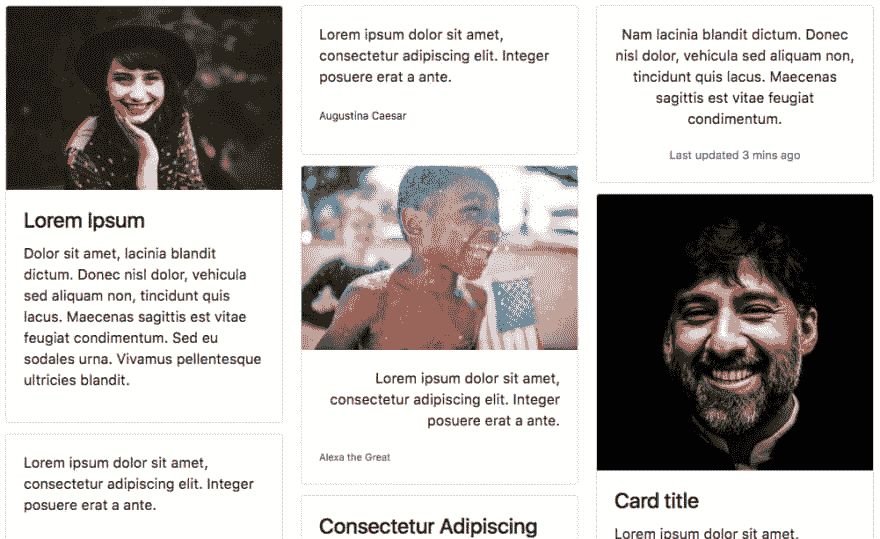 Lorem Ipsum
Dolor sit amet, lacinia blandit
dictum. Donec nisl dolor, vehicula
sed aliquam non, tincidunt quis
lacus. Maecenas sagittis est vitae
feugiat condimentum. Sed eu
sodales urna. Vivamus pellentesque
ultricies blandit.
Lorem ipsum dolor sit amet,
consectetur adipiscing elit. Integer
posuere erat a ante.
Lorem ipsum dolor sit amet,
consectetur adipiscing elit. Integer
posuere erat a ante.
Augustina Caesar
Lorem ipsum dolor sit amet,
consectetur adipiscing elit. Integer
posuere erat a ante.
Alexa the Great
Consectetur Adipiscing
Nam lacinia blandit dictum. Donec
nisl dolor, vehicula sed aliquam non,
tincidunt quis lacus. Maecenas
sagittis est vitae feugiat
condimentum.
Last updated 3 mins ago
Card title
Lorem ipsum dolor sit amet,